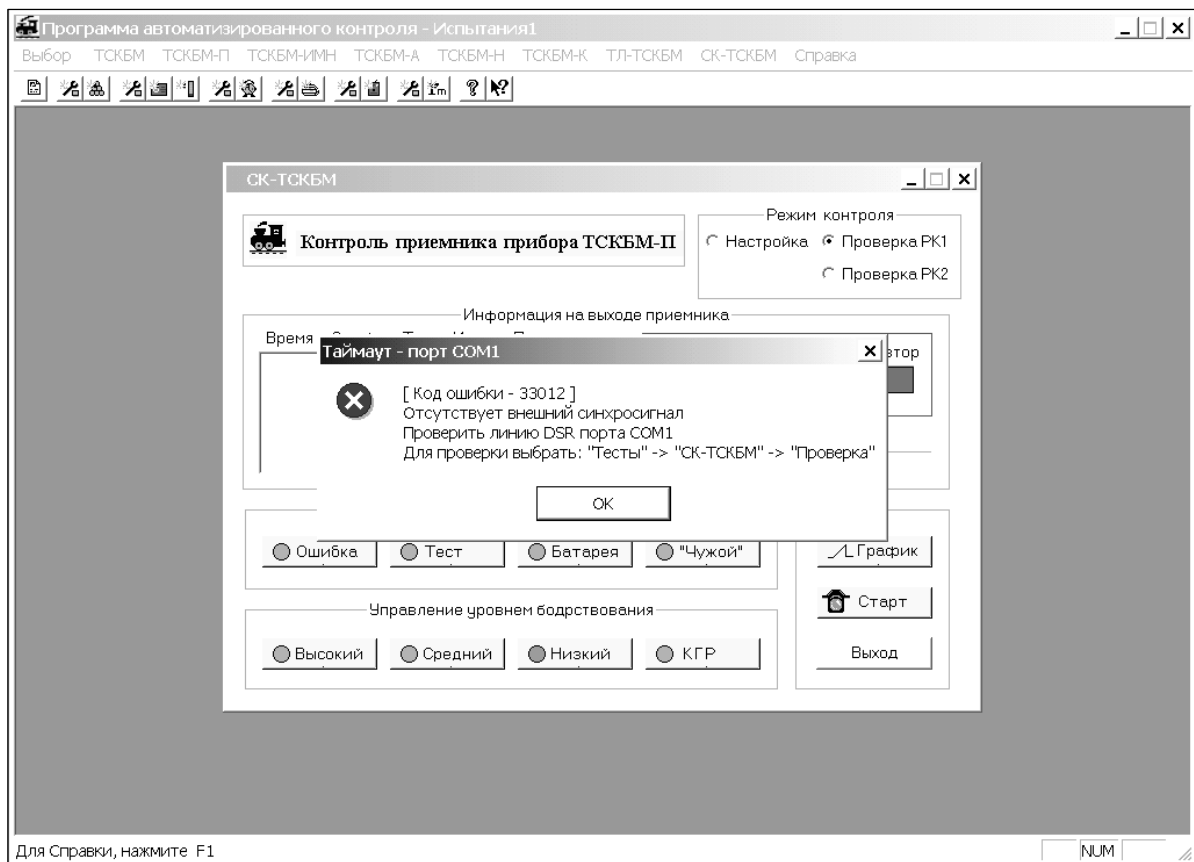 Программа автоматизированного контроля - Испытания1
Выбор ТСКБМ ТСКБМ-П ТСКБМ-ИМН ТСКБМ-А ТСКБМ-Н ТСКБМ-К ТЛ-ТСКБМ СК-ТСКБМ Справка
СК-ТСКБМ
Контроль приемника прибора ТСКБМ-П
Режим контроля
Настройка Проверка РК1
Проверка РК2
Информация на выходе приемника
Время
Таймаут - порт COM1
[ Код ошибки - 33012 ]
Отсутствует внешний синхросигнал
Проверить линию DSR порта COM1
Для проверки выбрать: "Тесты" -> "СК-ТСКБМ" -> "Проверка"
ОК
Ошибка Тест Батарея "Чужой"
График
Старт
Управление уровнем бодрствования
Высокий Средний Низкий КГР
Выход
Для Справки, нажмите F1
NUM